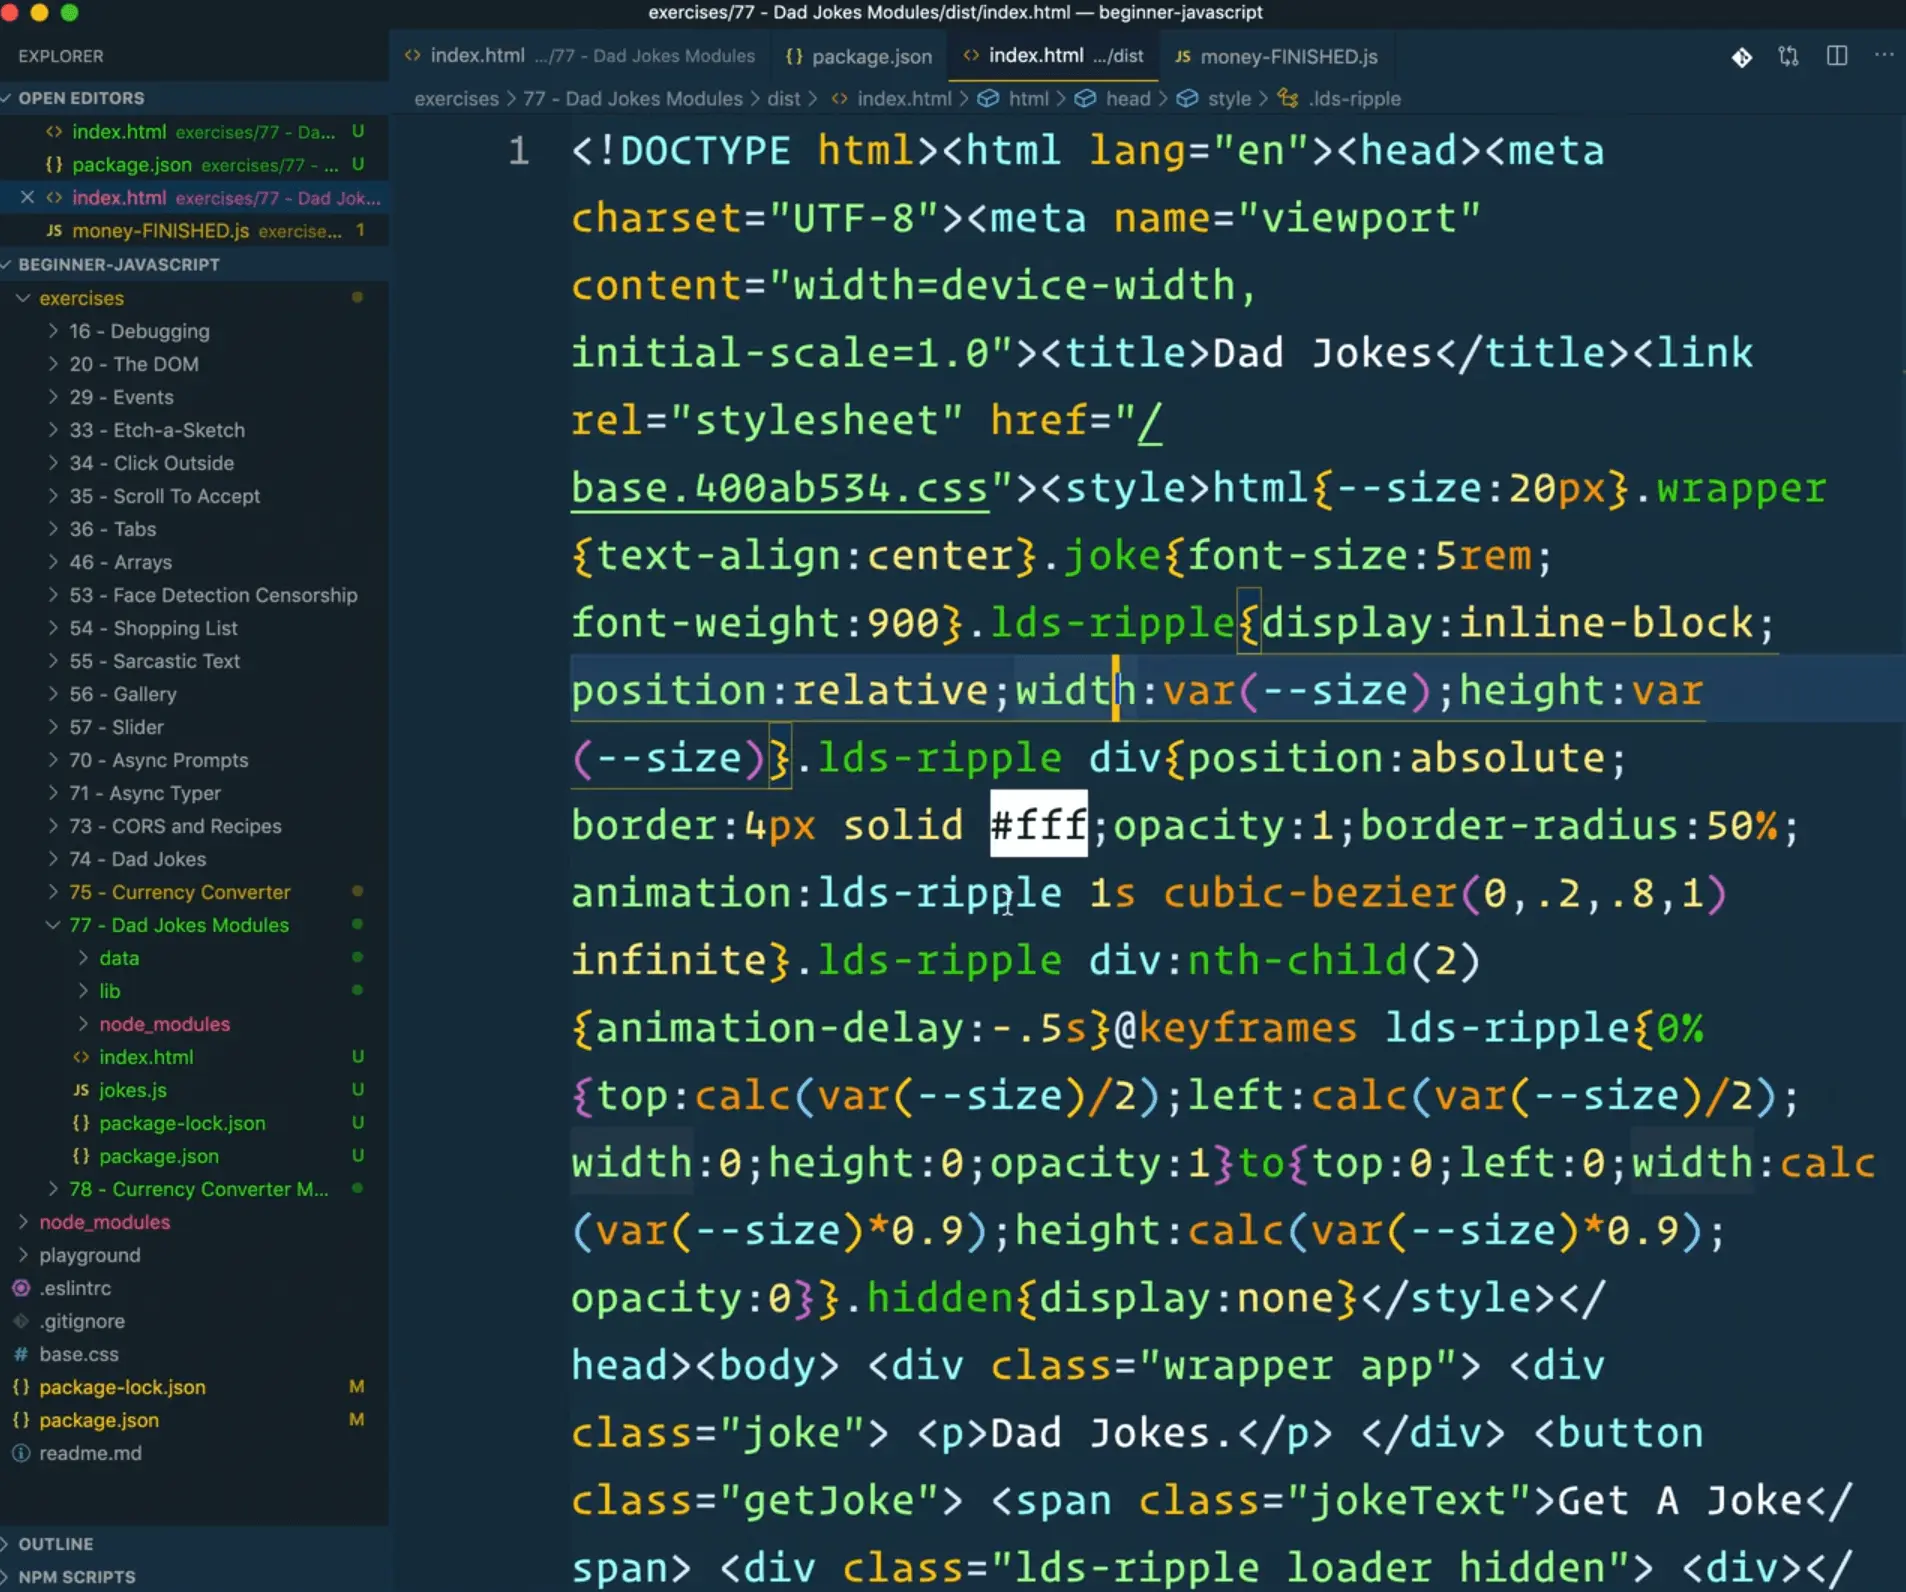 exercises/77 - Dad Jokes Modules/dist/index.html — beginner-javascript
EXPLORER
<> index.html .../77 - Dad Jokes Modules
{} package.json
<> index.html .../dist
JS money-FINISHED.js
...
exercises > 77 - Dad Jokes Modules > dist > <> index.html > html > head > style > .lds-ripple
OPEN EDITORS
<> index.html exercises/77 - Da... U
{} package.json exercises/77 - ... U
<> index.html exercises/77 - Dad Jok...
JS money-FINISHED.js exercise... 1
BEGINNER-JAVASCRIPT
exercises
16 - Debugging
20 - The DOM
29 - Events
33 - Etch-a-Sketch
34 - Click Outside
35 - Scroll To Accept
36 - Tabs
46 - Arrays
53 - Face Detection Censorship
54 - Shopping List
55 - Sarcastic Text
56 - Gallery
57 - Slider
70 - Async Prompts
71 - Async Typer
73 - CORS and Recipes
74 - Dad Jokes
75 - Currency Converter
77 - Dad Jokes Modules
data
lib
node_modules
<> index.html U
JS jokes.js U
{} package-lock.json U
{} package.json U
78 - Currency Converter M...
node_modules
playground
.eslintrc
.gitignore
# base.css
{} package-lock.json M
{} package.json M
readme.md
OUTLINE
NPM SCRIPTS
1 <!DOCTYPE html><html lang="en"><head><meta
charset="UTF-8"><meta name="viewport"
content="width=device-width,
initial-scale=1.0"><title>Dad Jokes</title><link
rel="stylesheet" href="/
base.400ab534.css"><style>html{--size:20px}.wrapper
{text-align:center}.joke{font-size:5rem;
font-weight:900}.lds-ripple{display:inline-block;
position:relative;width:var(--size);height:var
(--size)}.lds-ripple div{position:absolute;
border:4px solid #fff;opacity:1;border-radius:50%;
animation:lds-ripple 1s cubic-bezier(0,.2,.8,1)
infinite}.lds-ripple div:nth-child(2)
{animation-delay:-.5s}@keyframes lds-ripple{0%
{top:calc(var(--size)/2);left:calc(var(--size)/2);
width:0;height:0;opacity:1}to{top:0;left:0;width:calc
(var(--size)*0.9);height:calc(var(--size)*0.9);
opacity:0}}.hidden{display:none}</style></
head><body> <div class="wrapper app"> <div
class="joke"> <p>Dad Jokes.</p> </div> <button
class="getJoke"> <span class="jokeText">Get A Joke</
span> <div class="lds-ripple loader hidden"> <div></